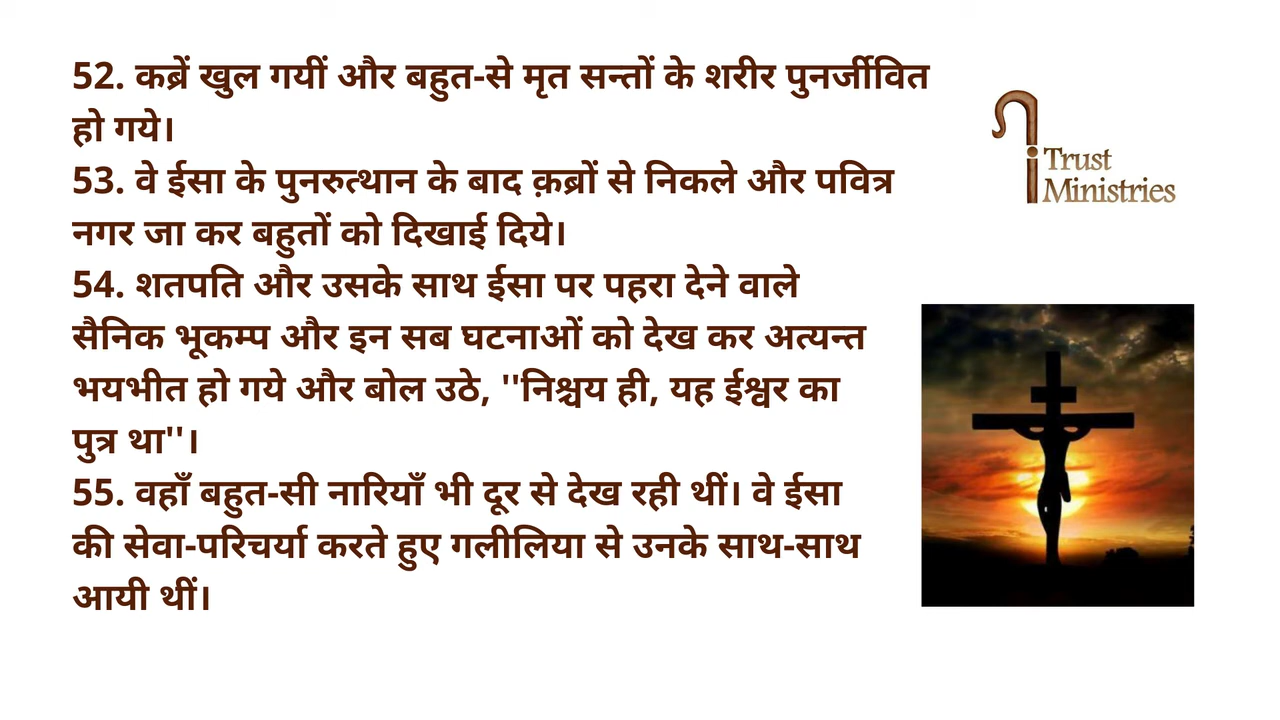 52. कब्रें खुल गयीं और बहुत-से मृत सन्तों के शरीर पुनर्जीवित
हो गये।
53. वे ईसा के पुनरुत्थान के बाद क़ब्रों से निकले और पवित्र
नगर जा कर बहुतों को दिखाई दिये।
54. शतपति और उसके साथ ईसा पर पहरा देने वाले
सैनिक भूकम्प और इन सब घटनाओं को देख कर अत्यन्त
भयभीत हो गये और बोल उठे, ''निश्चय ही, यह ईश्वर का
पुत्र था''।
55. वहाँ बहुत-सी नारियाँ भी दूर से देख रही थीं। वे ईसा
की सेवा-परिचर्या करते हुए गलीलिया से उनके साथ-साथ
आयी थीं।
i Trust
Ministries